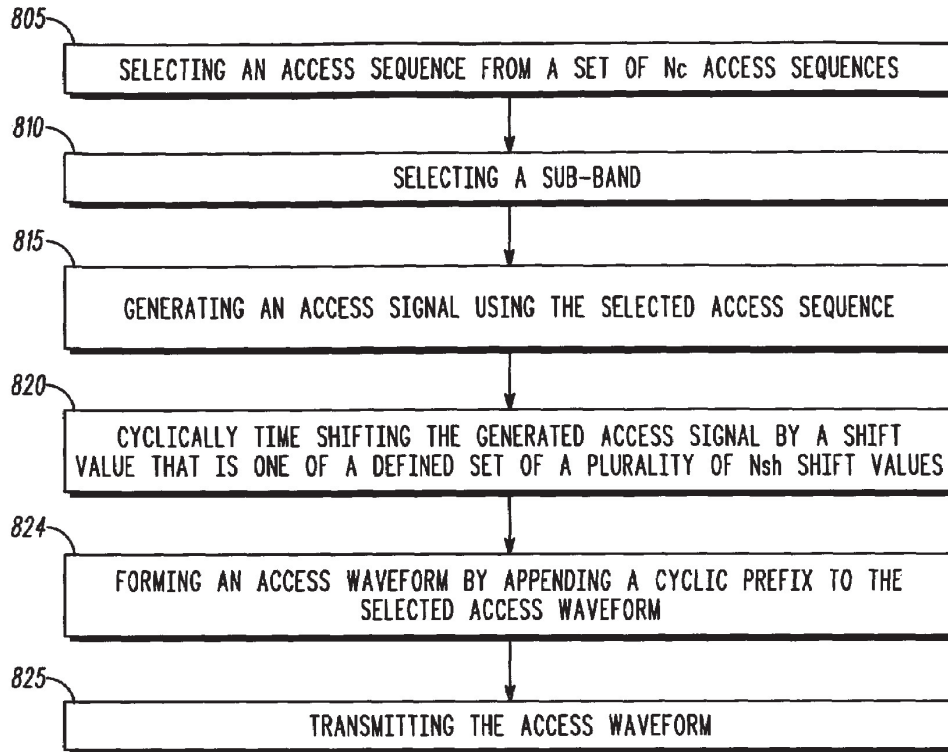 805
SELECTING AN ACCESS SEQUENCE FROM A SET OF Nc ACCESS SEQUENCES
810
SELECTING A SUB-BAND
815
GENERATING AN ACCESS SIGNAL USING THE SELECTED ACCESS SEQUENCE
820
CYCLICALLY TIME SHIFTING THE GENERATED ACCESS SIGNAL BY A SHIFT
VALUE THAT IS ONE OF A DEFINED SET OF A PLURALITY OF Nsh SHIFT VALUES
824
FORMING AN ACCESS WAVEFORM BY APPENDING A CYCLIC PREFIX TO THE
SELECTED ACCESS WAVEFORM
825
TRANSMITTING THE ACCESS WAVEFORM